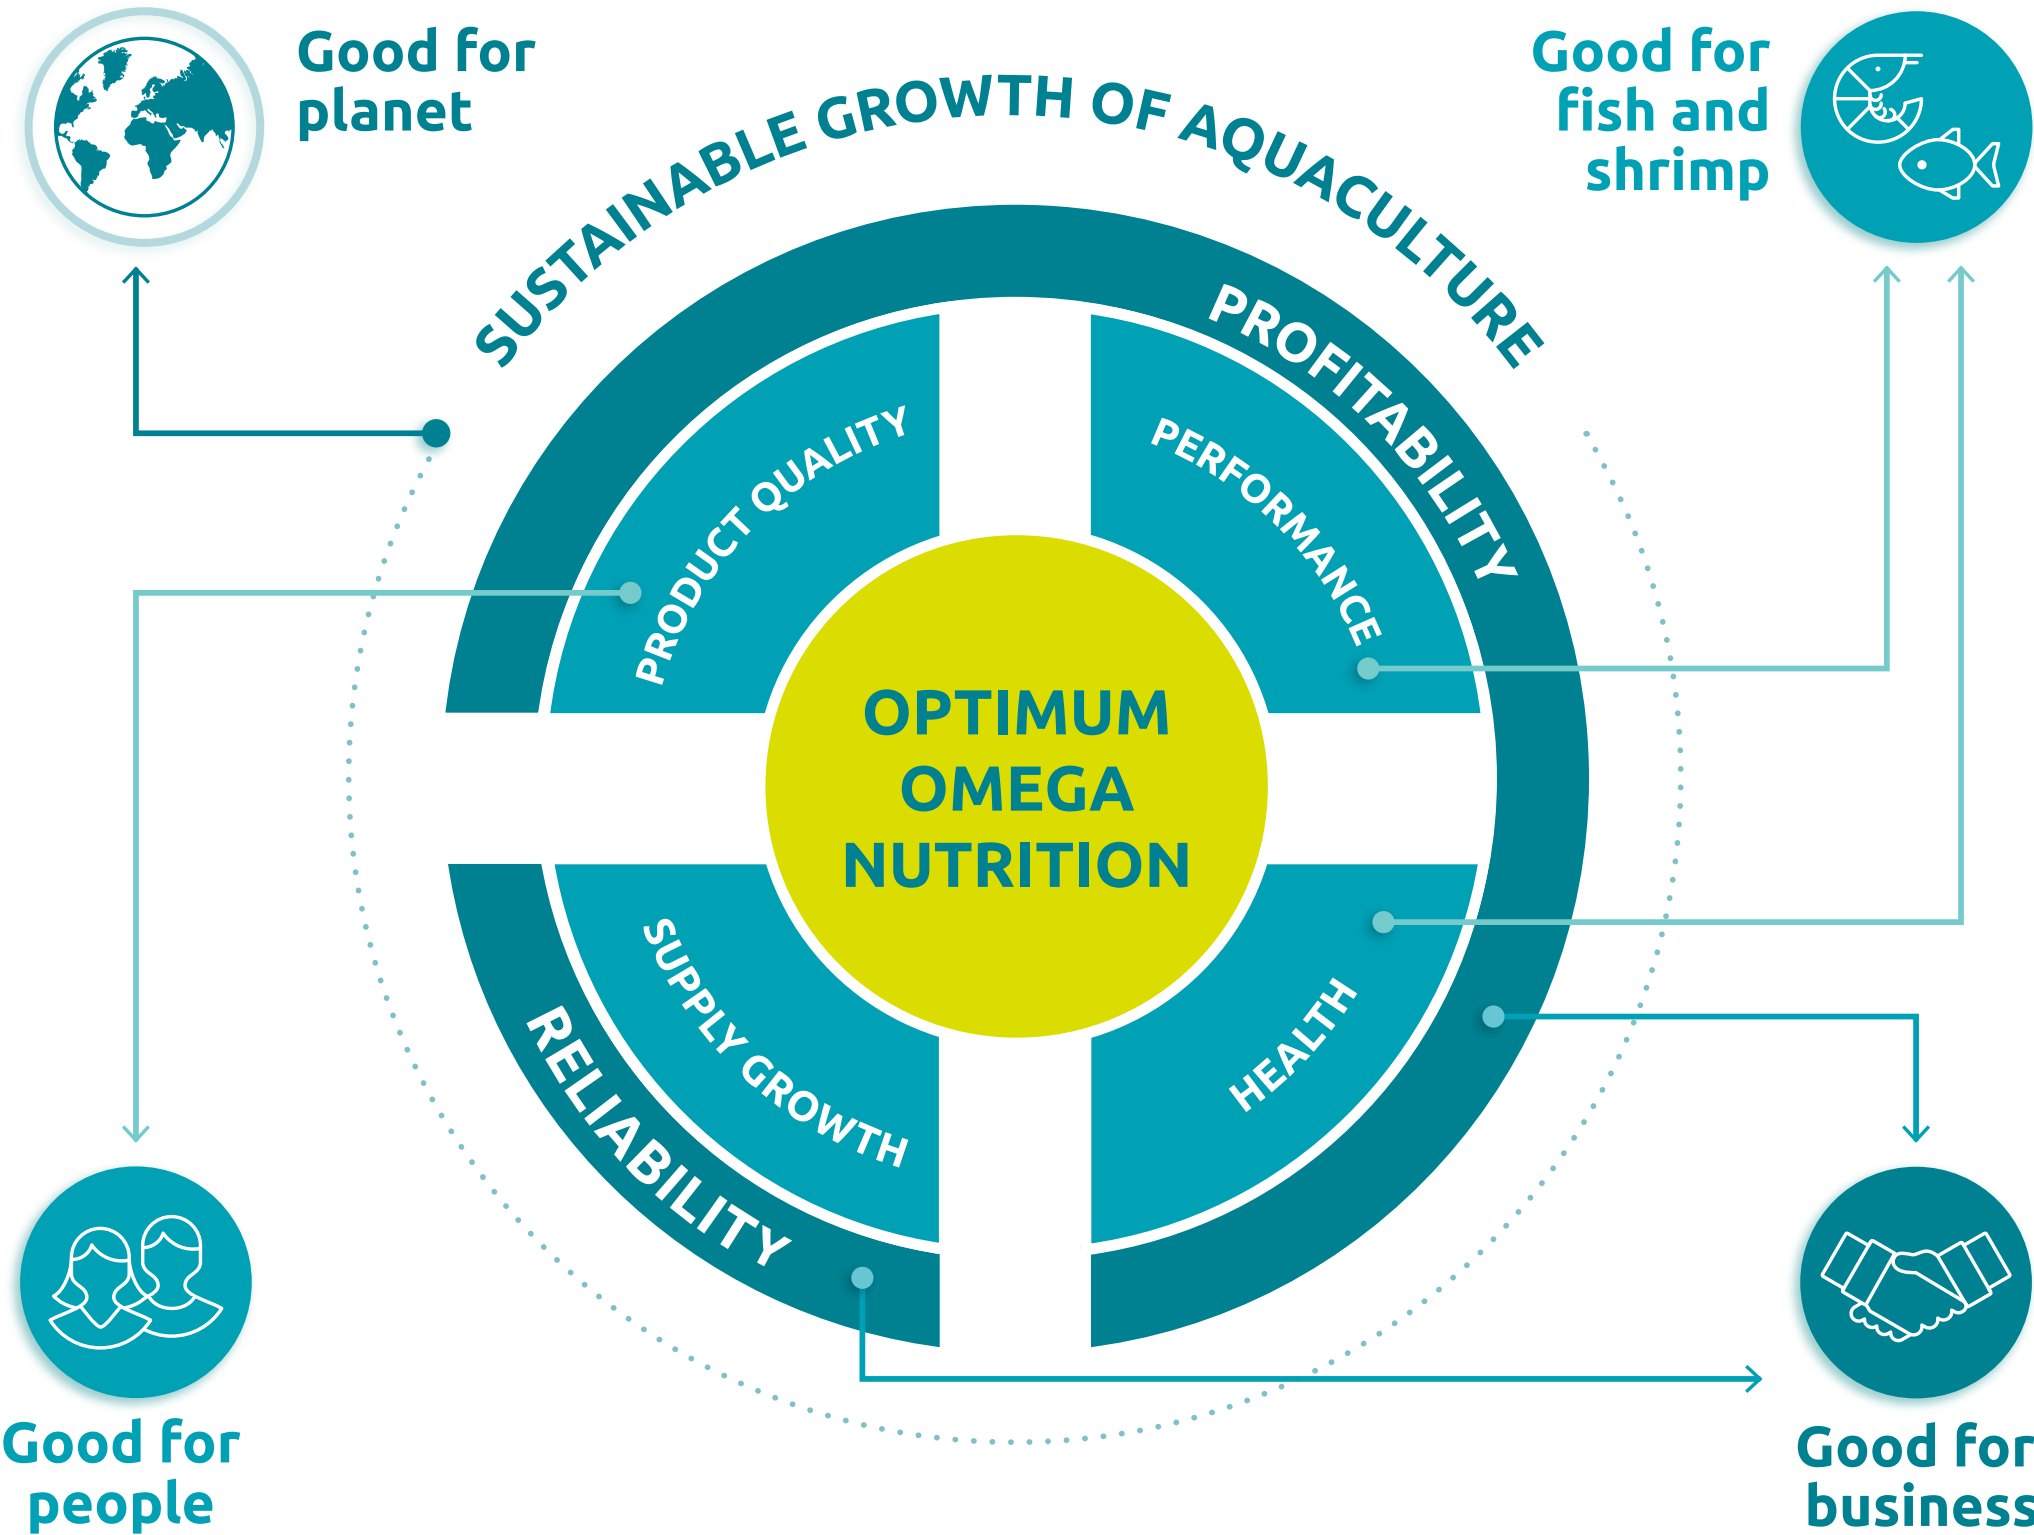 Good for
planet
SUSTAINABLE GROWTH OF AQUACULTURE
Good for
fish and
shrimp
PROFITABILITY
PRODUCT QUALITY
PERFORMANCE
OPTIMUM
OMEGA
NUTRITION
SUPPLY GROWTH
HEALTH
RELIABILITY
Good for
people
Good for
business